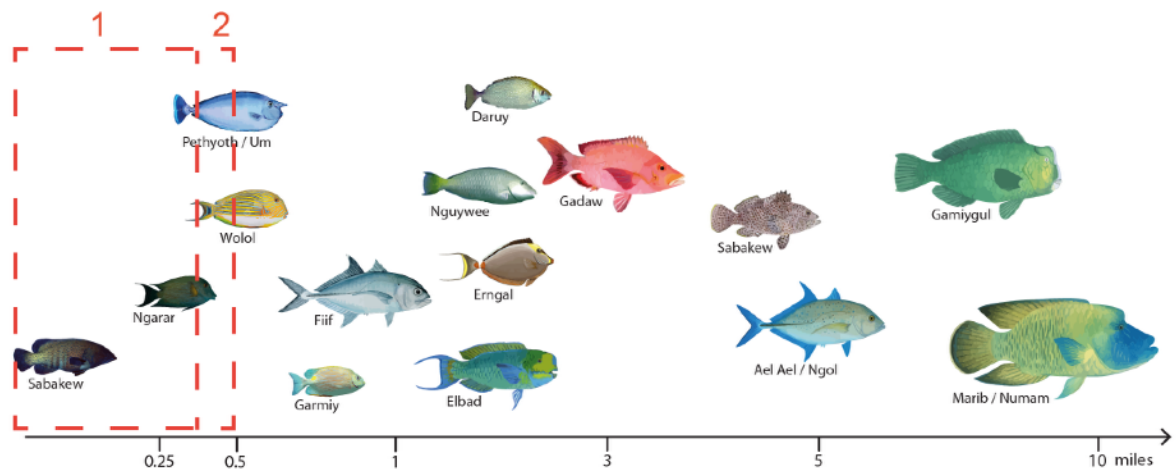 1 2
Daruy
Pethyoth / Um
Nguywee
Gadaw
Gamiygul
Wolol
Sabakew
Erngal
Ngarar
Fiif
Ael Ael / Ngol
Sabakew
Garmiy
Elbad
Marib / Numam
0.25 0.5 1 3 5 10 miles